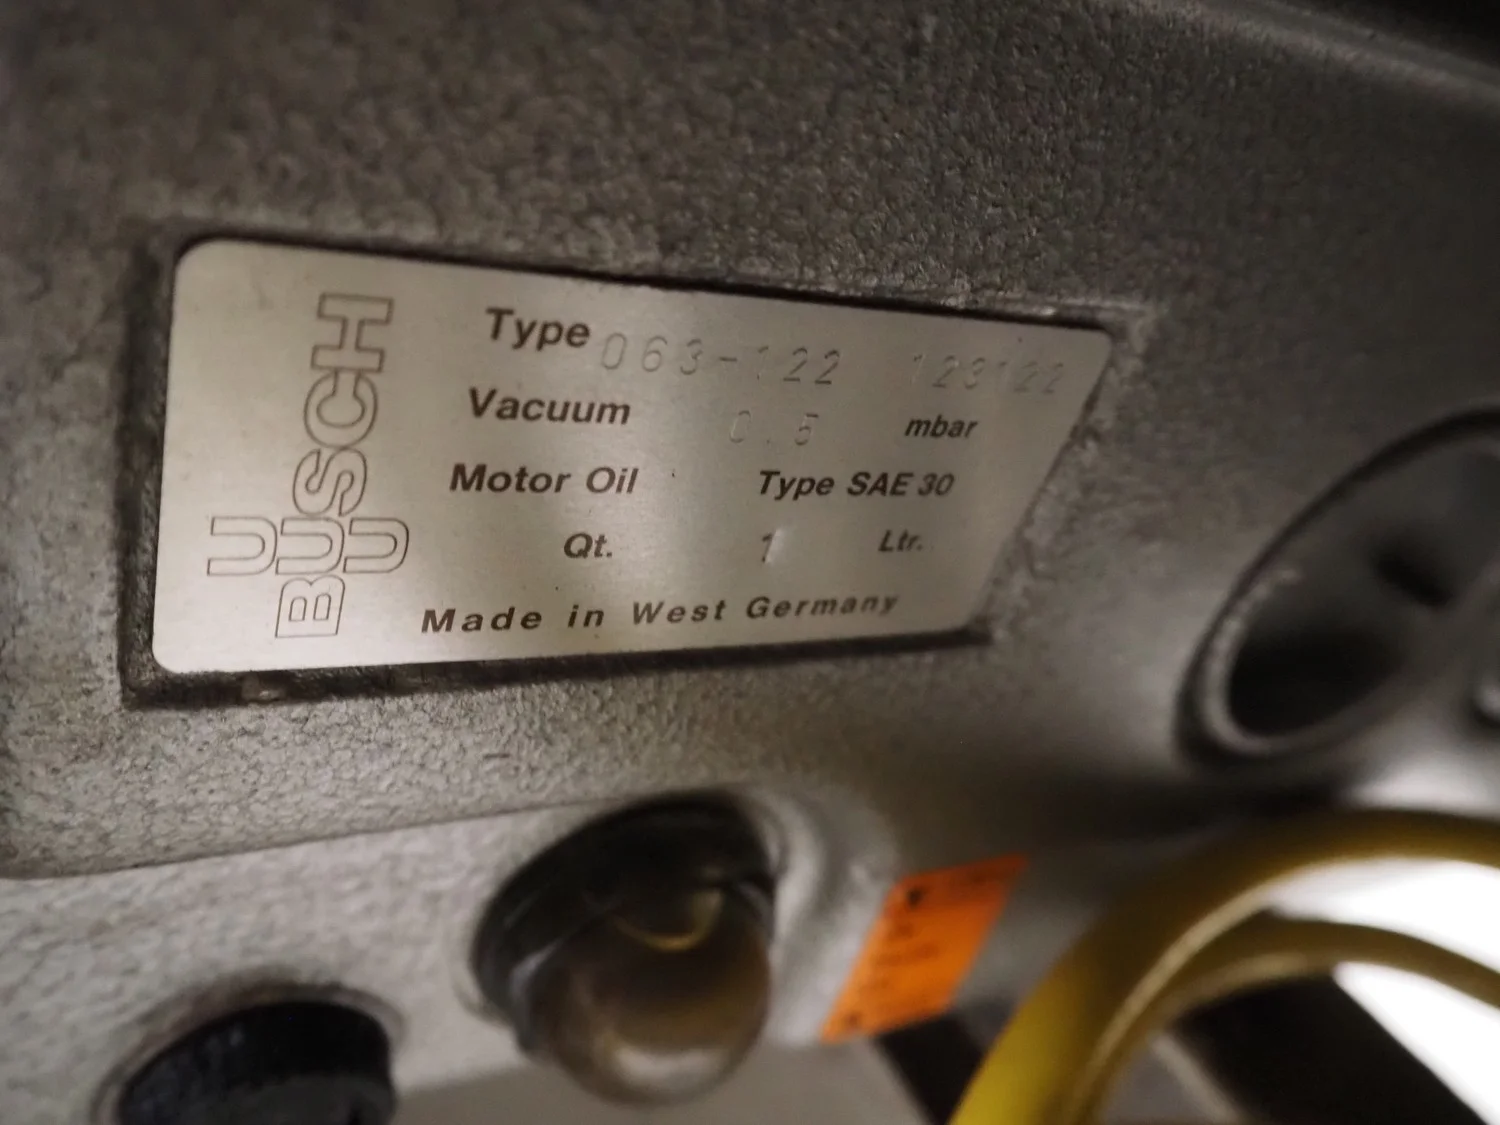 BUSCH
Type 063-122 123122
Vacuum 0.5 mbar
Motor Oil Type SAE 30
Qt. 1 Ltr.
Made in West Germany